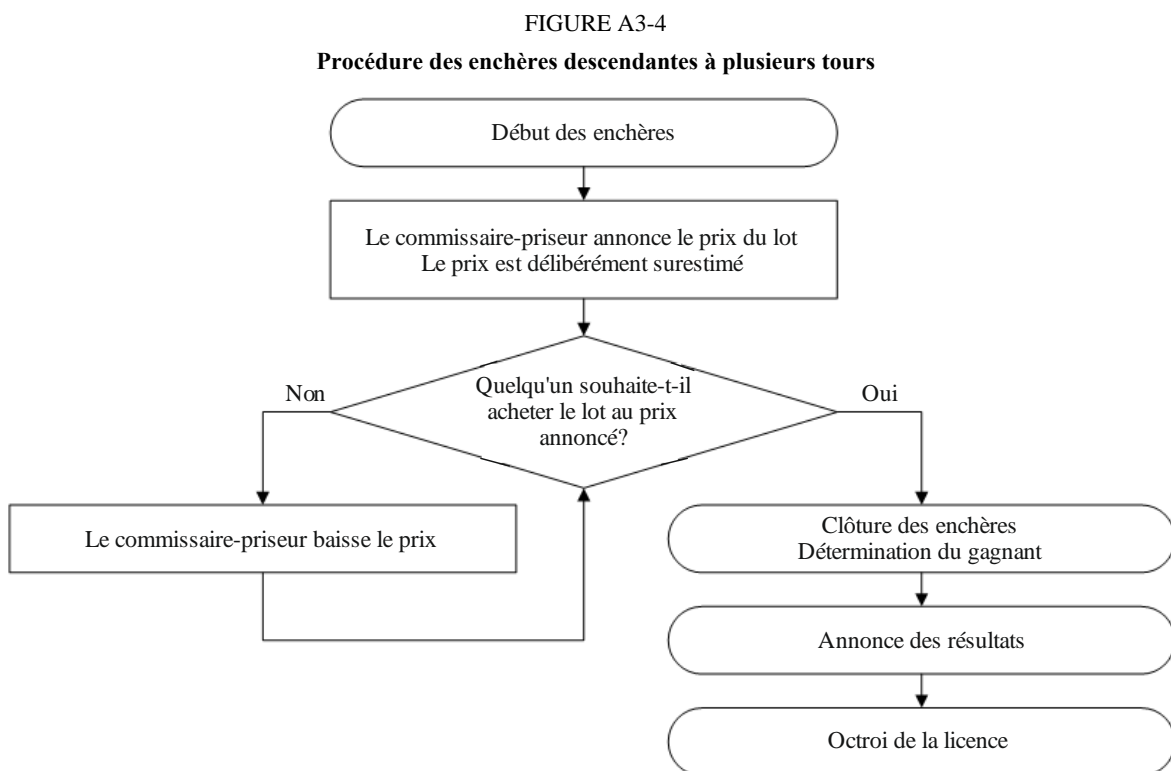 FIGURE A3-4
Procédure des enchères descendantes à plusieurs tours
Début des enchères
Le commissaire-priseur annonce le prix du lot
Le prix est délibérément surestimé
Quelqu'un souhaite-t-il
acheter le lot au prix
annoncé?
Non
Oui
Le commissaire-priseur baisse le prix
Clôture des enchères
Détermination du gagnant
Annonce des résultats
Octroi de la licence